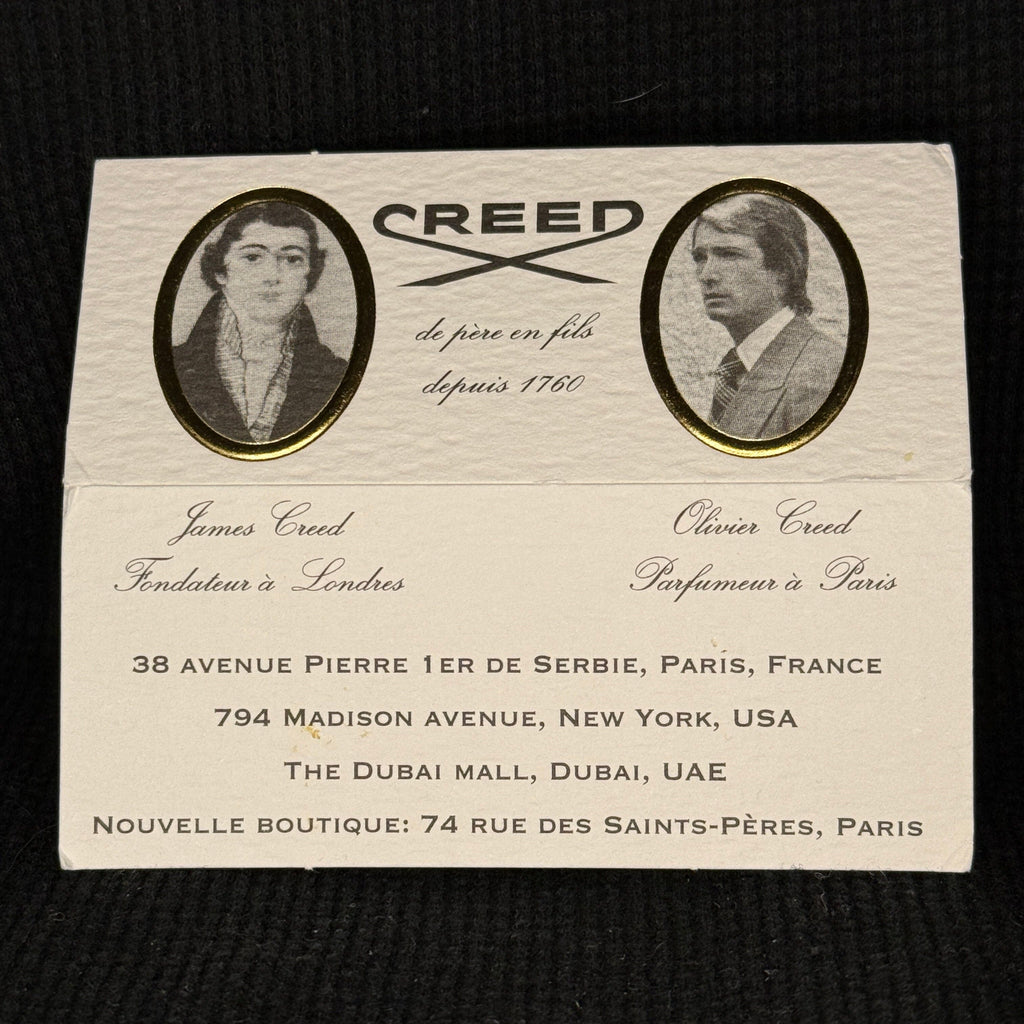 CREED
de père en fils
depuis 1760
James Creed
Fondateur à Londres
Olivier Creed
Parfumeur à Paris
38 AVENUE PIERRE 1ER DE SERBIE, PARIS, FRANCE
794 MADISON AVENUE, NEW YORK, USA
THE DUBAI MALL, DUBAI, UAE
NOUVELLE BOUTIQUE: 74 RUE DES SAINTS-PÈRES, PARIS